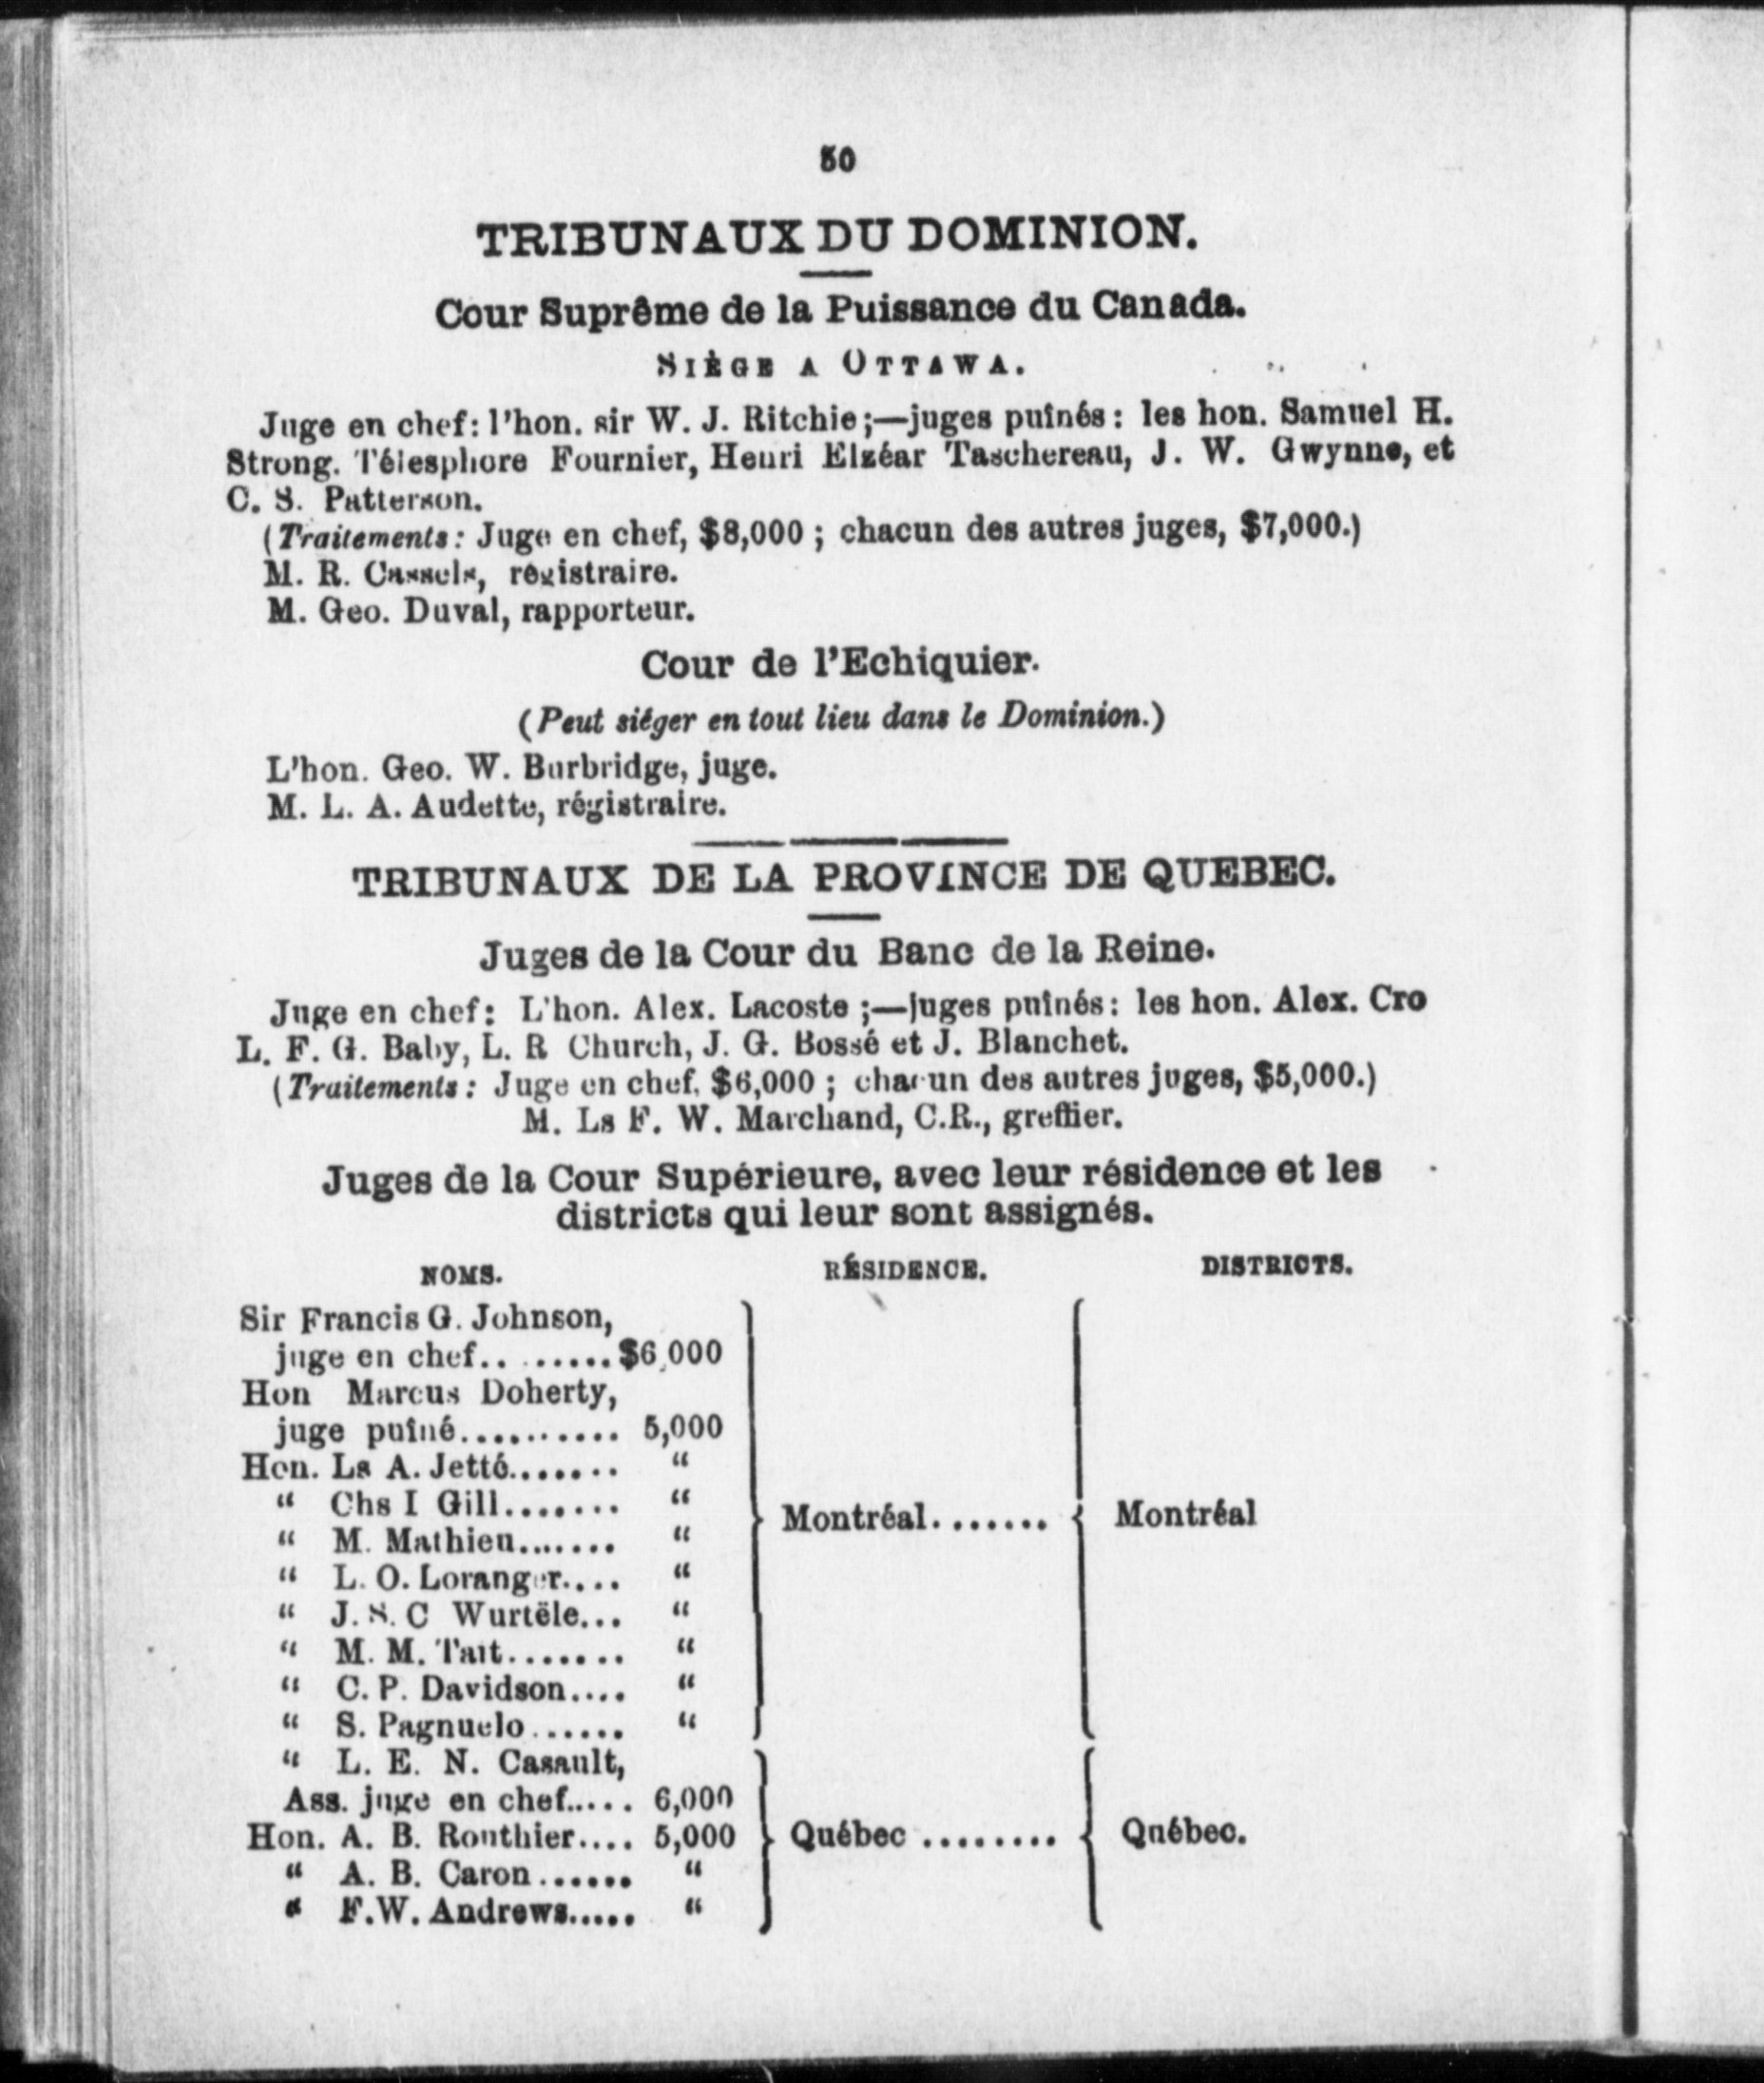 50
TRIBUNAUX DU DOMINION.
Cour Suprême de la Puissance du Canada.
SIÈGE A OTTAWA.
Juge en chef: l'hon. sir W. J. Ritchie;—juges puînés: les hon. Samuel H.
Strong. Télesphore Fournier, Henri Elzéar Taschereau, J. W. Gwynne, et
C. S. Patterson.
(Traitements: Juge en chef, $8,000; chacun des autres juges, $7,000.)
M. R. Cassels, régistraire.
M. Geo. Duval, rapporteur.
Cour de l'Echiquier.
(Peut siéger en tout lieu dans le Dominion.)
L'hon. Geo. W. Burbridge, juge.
M. L. A. Audette, régistraire.
TRIBUNAUX DE LA PROVINCE DE QUEBEC.
Juges de la Cour du Banc de la Reine.
Juge en chef: L'hon. Alex. Lacoste;—juges puînés: les hon. Alex. Cro
L. F. G. Baby, L. R Church, J. G. Bossé et J. Blanchet.
(Traitements: Juge en chef, $6,000; chacun des autres juges, $5,000.)
M. Ls F. W. Marchand, C.R., greffier.
Juges de la Cour Supérieure, avec leur résidence et les
districts qui leur sont assignés.
NOMS. RÉSIDENCE. DISTRICTS.
Sir Francis G. Johnson,
juge en chef.. ...... $6,000
Hon Marcus Doherty,
juge puîné........... 5,000
Hon. Ls A. Jetté....... "
" Chs I Gill....... "
" M. Mathieu....... " Montréal........ Montréal
" L. O. Loranger.... "
" J. S. C Wurtële... "
" M. M. Tait....... "
" C. P. Davidson.... "
" S. Pagnuelo...... "
" L. E. N. Casault,
Ass. juge en chef..... 6,000
Hon. A. B. Routhier.... 5,000 Québec ........ Québec.
" A. B. Caron...... "
" F.W. Andrews..... "